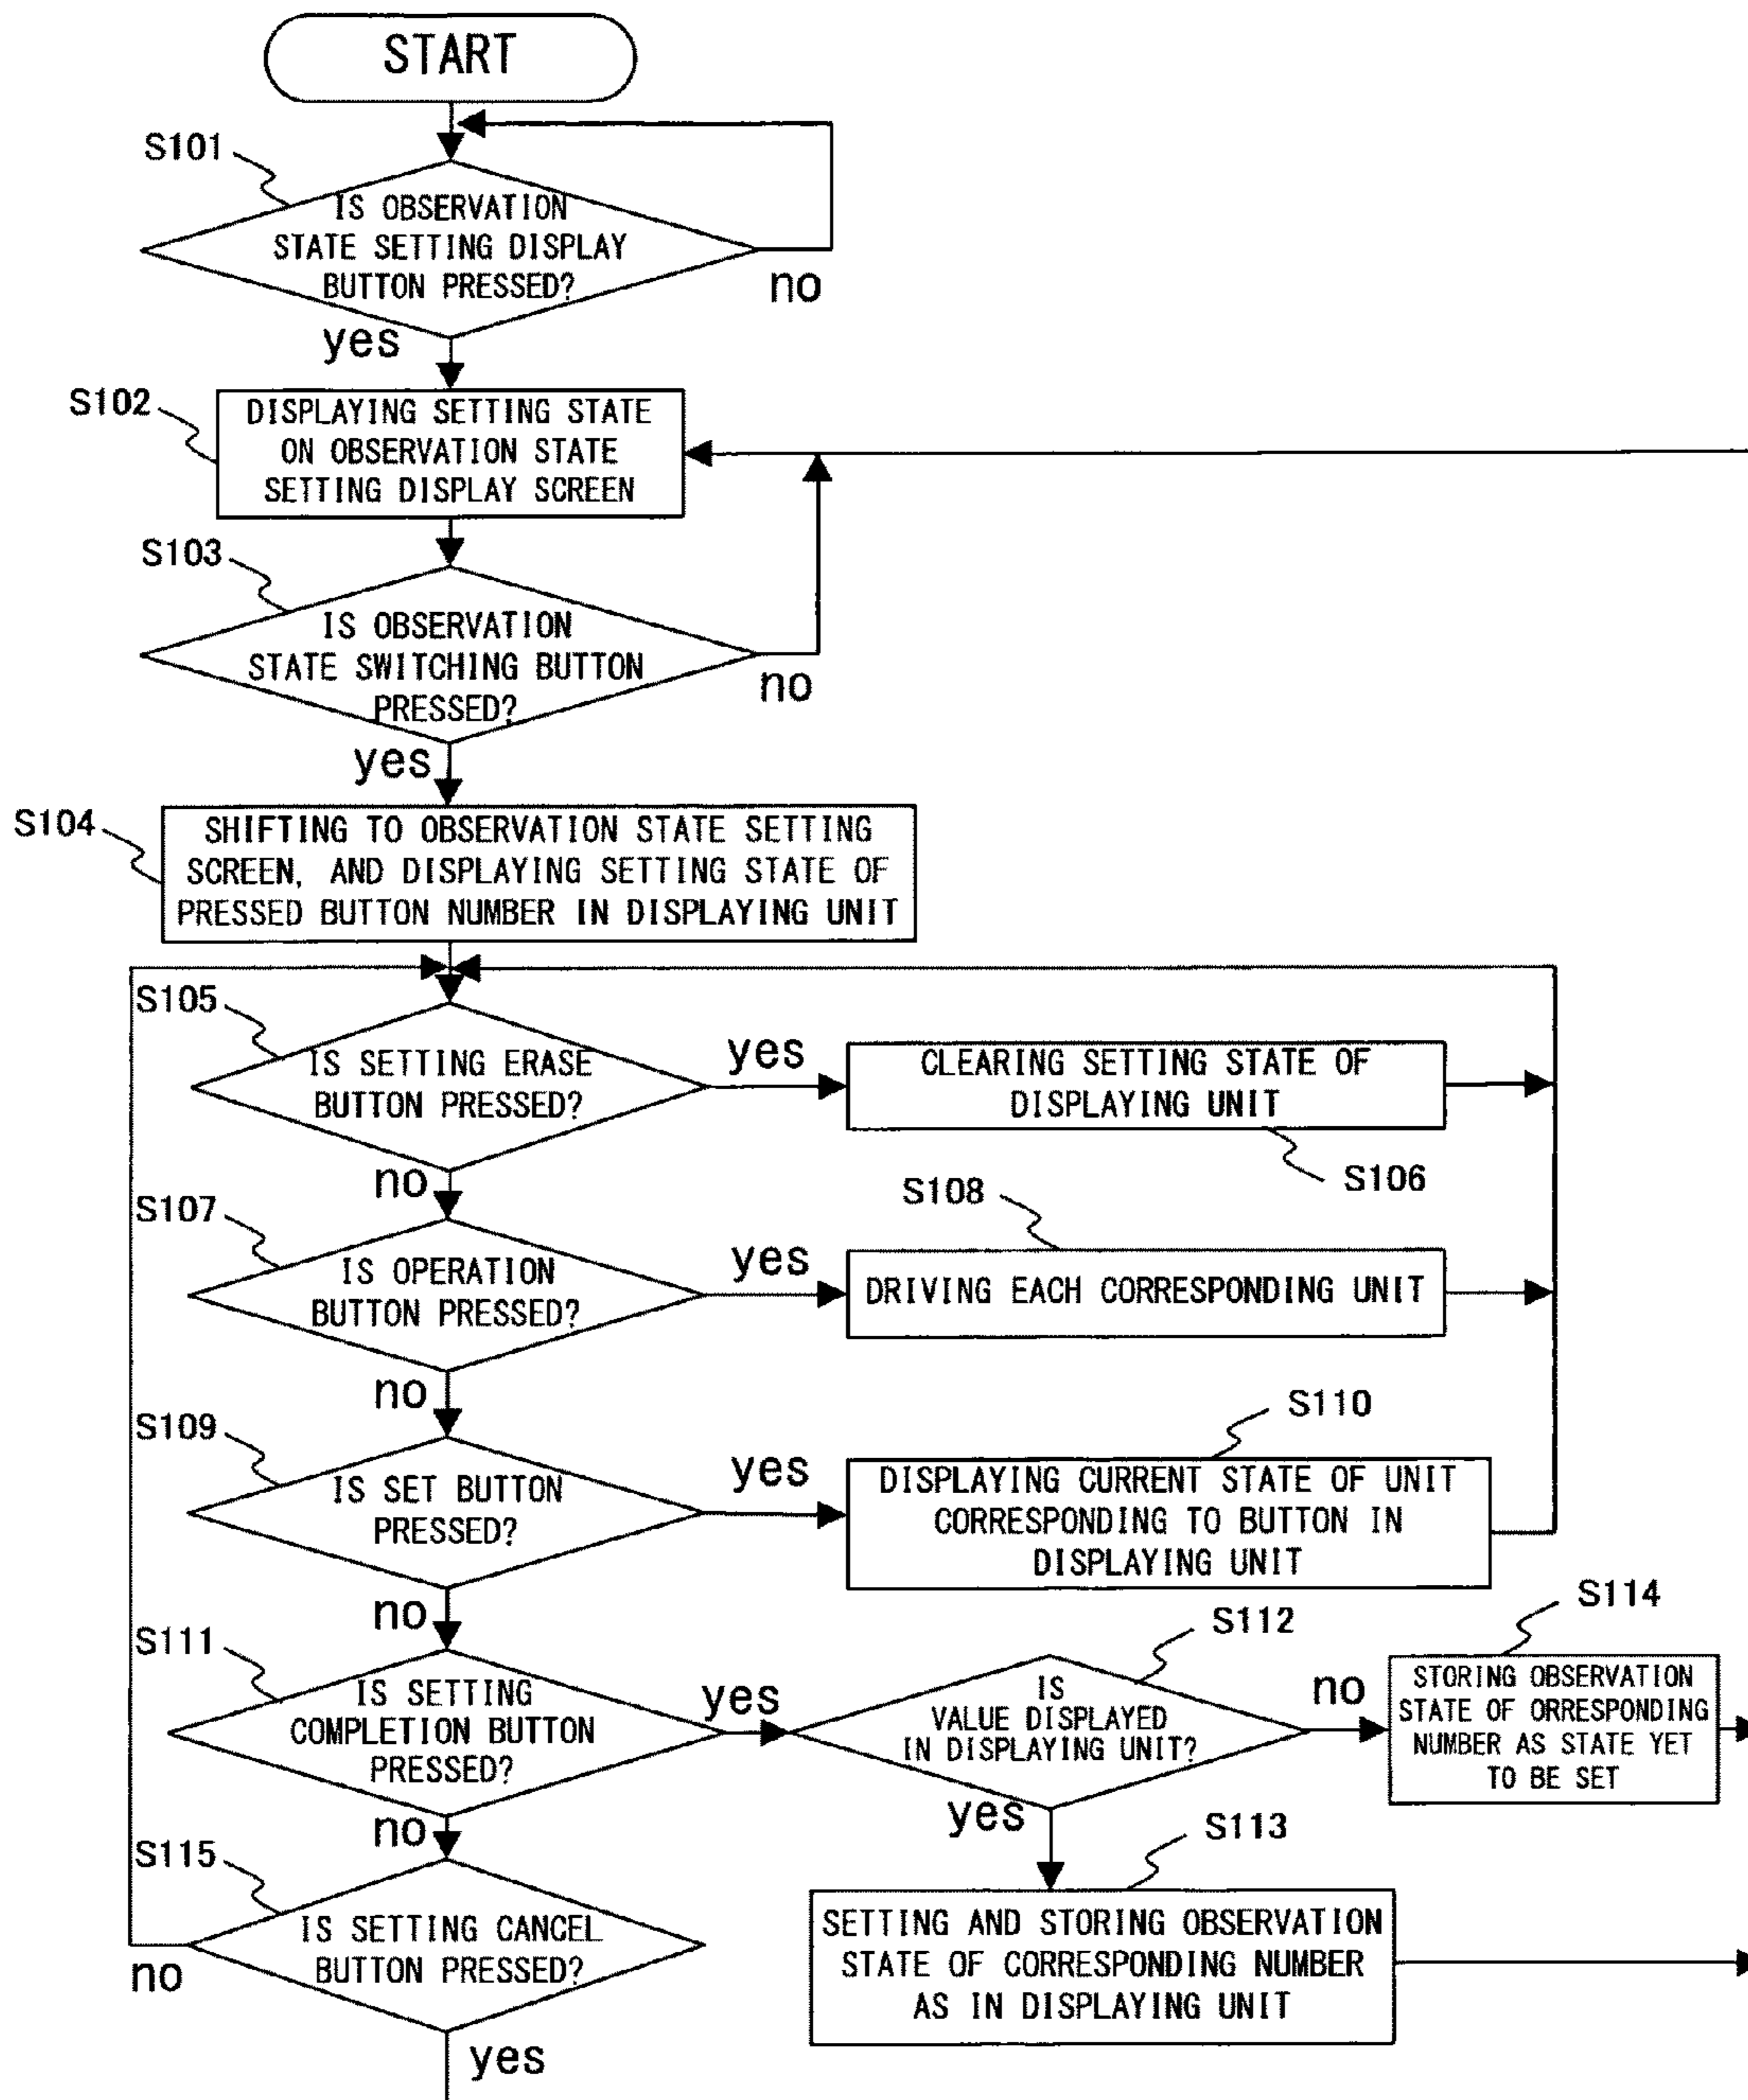 START
S101
IS OBSERVATION
STATE SETTING DISPLAY
BUTTON PRESSED?
no
yes
S102
DISPLAYING SETTING STATE
ON OBSERVATION STATE
SETTING DISPLAY SCREEN
S103
IS OBSERVATION
STATE SWITCHING BUTTON
PRESSED?
no
yes
S104
SHIFTING TO OBSERVATION STATE SETTING
SCREEN, AND DISPLAYING SETTING STATE OF
PRESSED BUTTON NUMBER IN DISPLAYING UNIT
S105
IS SETTING ERASE
BUTTON PRESSED?
yes
CLEARING SETTING STATE OF
DISPLAYING UNIT
S106
no
S107
IS OPERATION
BUTTON PRESSED?
yes
S108
DRIVING EACH CORRESPONDING UNIT
no
S109
IS SET BUTTON
PRESSED?
yes
S110
DISPLAYING CURRENT STATE OF UNIT
CORRESPONDING TO BUTTON IN
DISPLAYING UNIT
no
S111
IS SETTING
COMPLETION BUTTON
PRESSED?
yes
S112
IS
VALUE DISPLAYED
IN DISPLAYING UNIT?
no
S114
STORING OBSERVATION
STATE OF ORRESPONDING
NUMBER AS STATE YET
TO BE SET
yes
S113
SETTING AND STORING OBSERVATION
STATE OF CORRESPONDING NUMBER
AS IN DISPLAYING UNIT
no
S115
IS SETTING CANCEL
BUTTON PRESSED?
no
yes